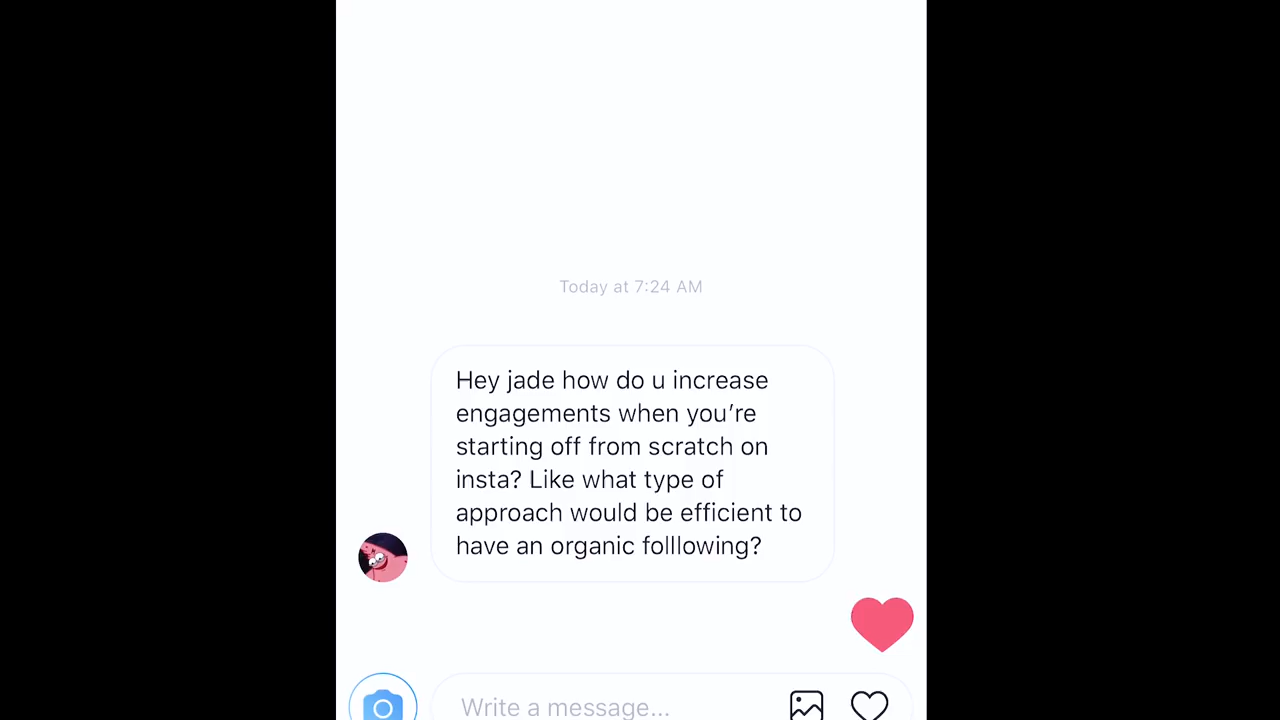 Today at 7:24 AM
Hey jade how do u increase
engagements when you’re
starting off from scratch on
insta? Like what type of
approach would be efficient to
have an organic folllowing?
Write a message...